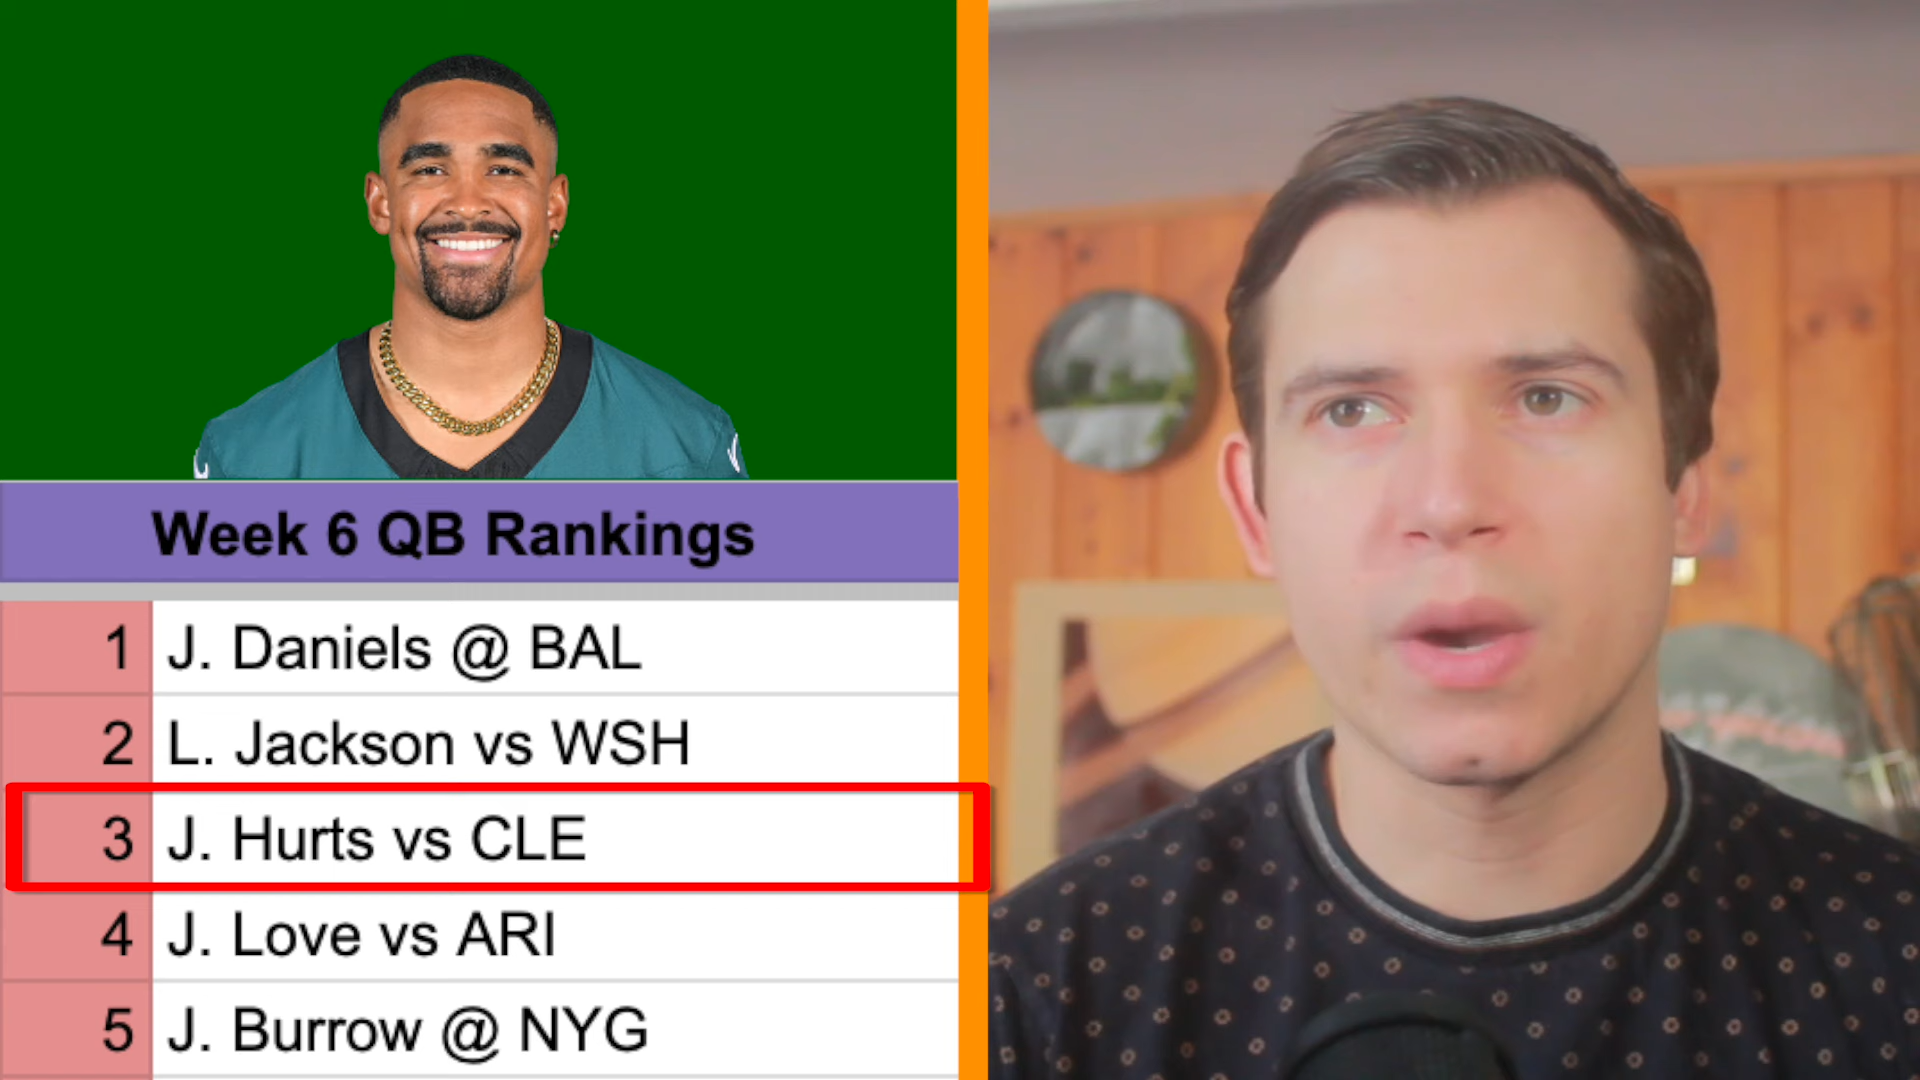 Week 6 QB Rankings
1 J. Daniels @ BAL
2 L. Jackson vs WSH
3 J. Hurts vs CLE
4 J. Love vs ARI
5 J. Burrow @ NYG